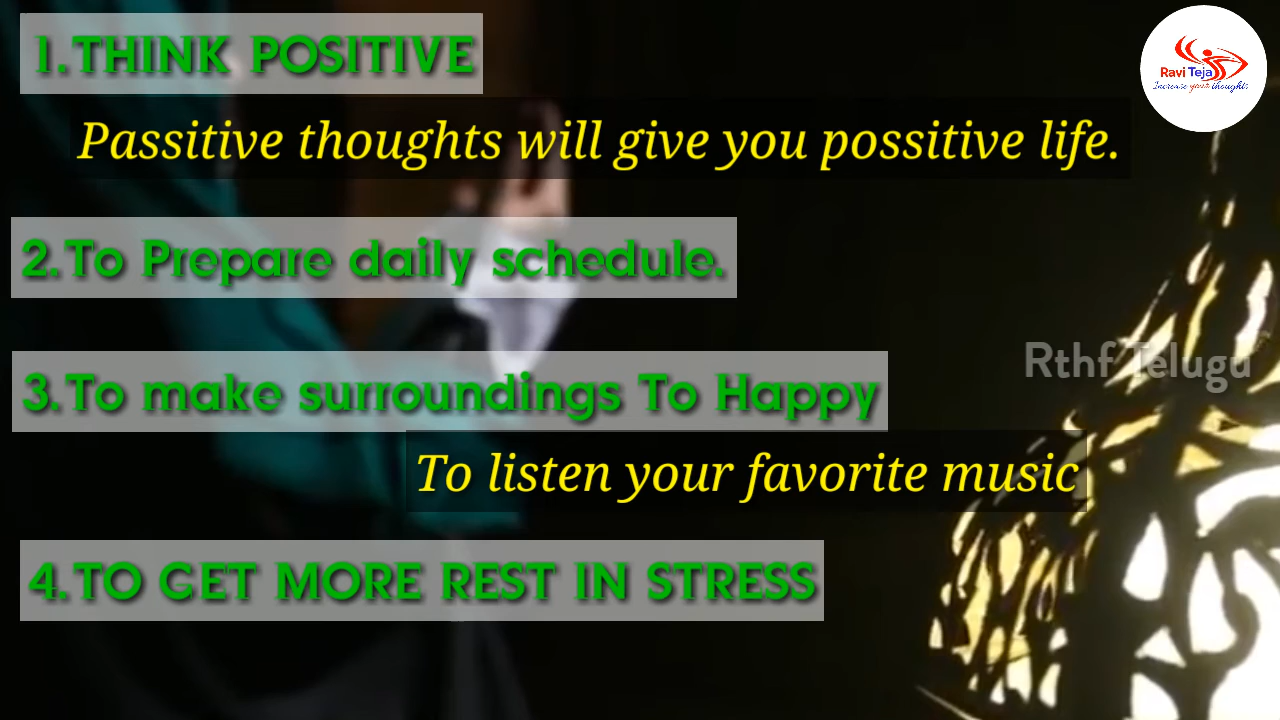 1.THINK POSITIVE
Ravi Teja
Increase your thoughts
Passitive thoughts will give you possitive life.
2.To Prepare daily schedule.
Rthf Telugu
3.To make surroundings To Happy
To listen your favorite music
4.TO GET MORE REST IN STRESS